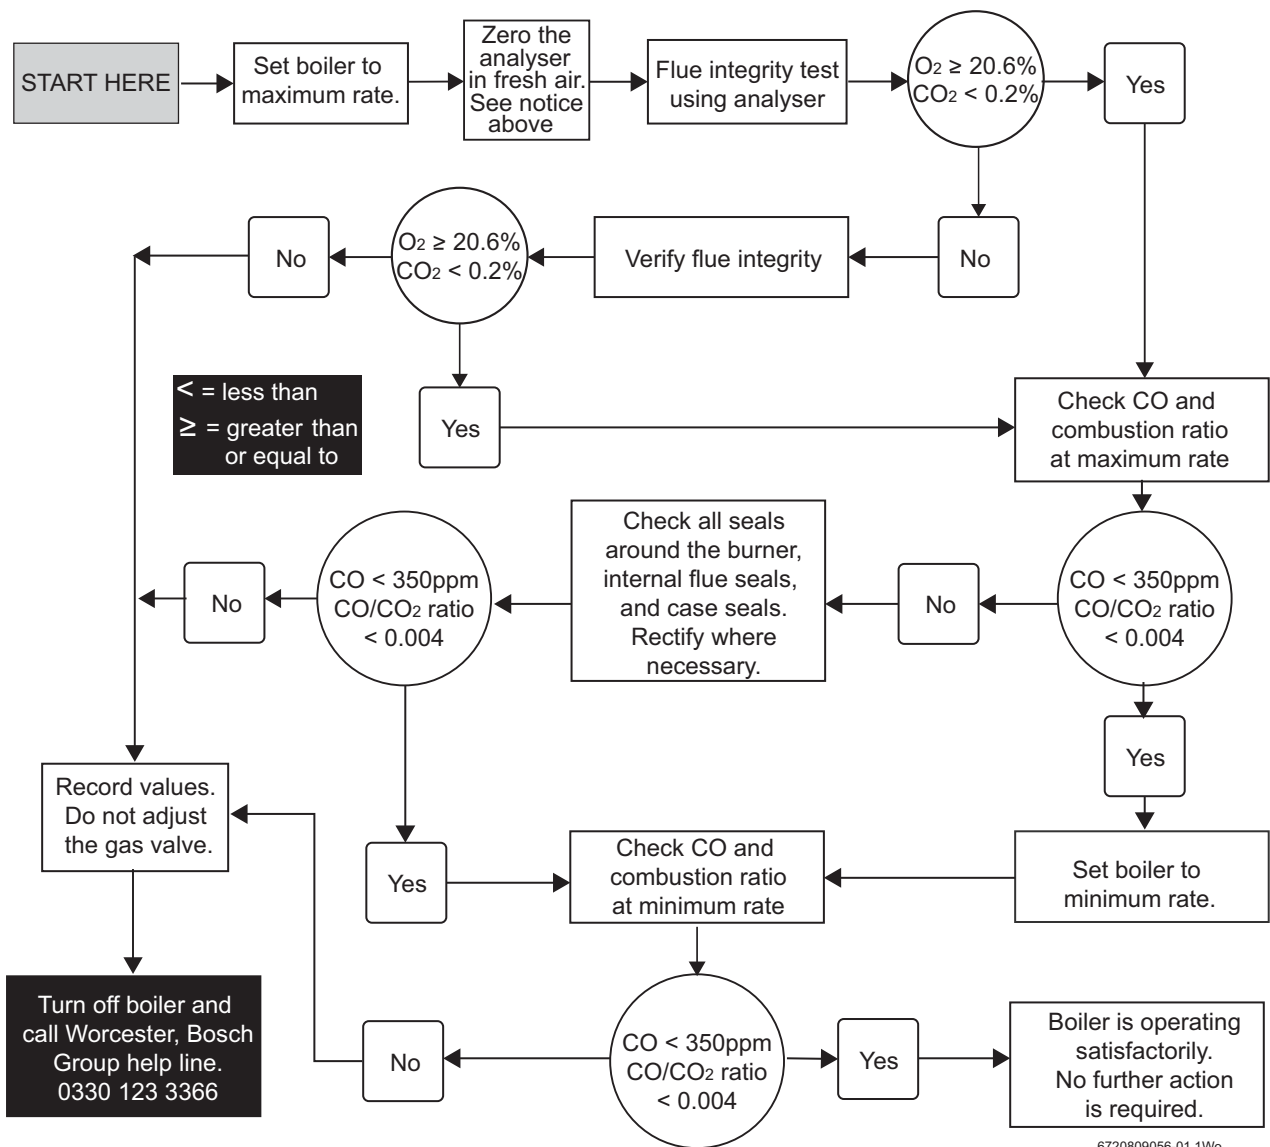 START HERE
Set boiler to
maximum rate.
Zero the
analyser
in fresh air.
See notice
above
Flue integrity test
using analyser
O2 ≥ 20.6%
CO2 < 0.2%
Yes
No
Verify flue integrity
O2 ≥ 20.6%
CO2 < 0.2%
No
< = less than
≥ = greater than
or equal to
Yes
Check CO and
combustion ratio
at maximum rate
CO < 350ppm
CO/CO2 ratio
< 0.004
No
Check all seals
around the burner,
internal flue seals,
and case seals.
Rectify where
necessary.
CO < 350ppm
CO/CO2 ratio
< 0.004
No
Yes
Record values.
Do not adjust
the gas valve.
Yes
Check CO and
combustion ratio
at minimum rate
Set boiler to
minimum rate.
Turn off boiler and
call Worcester, Bosch
Group help line.
0330 123 3366
No
CO < 350ppm
CO/CO2 ratio
< 0.004
Yes
Boiler is operating
satisfactorily.
No further action
is required.
6720809056-01.1Wo